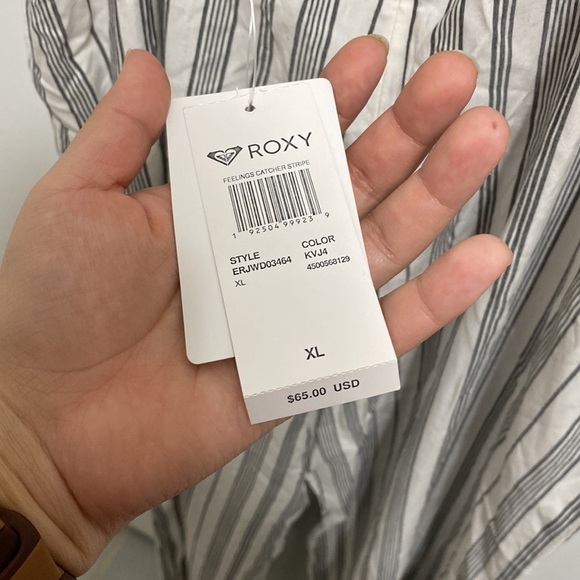 ROXY
FEELINGS CATCHER STRIPE
1 92504 99923 9
STYLE COLOR
ERJWD03464 KVJ4
XL 4500568129
XL
$65.00 USD